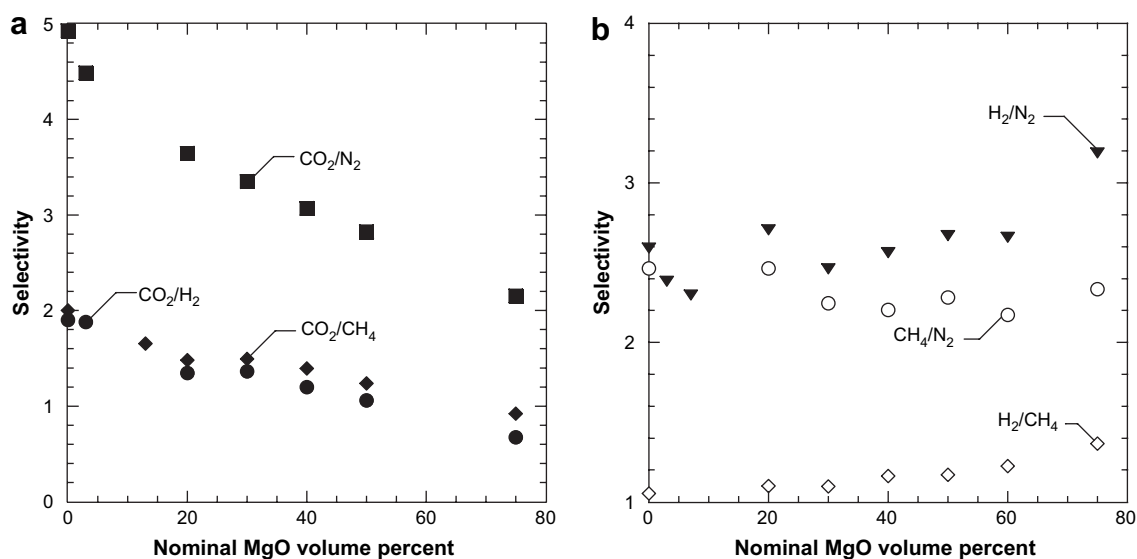 a
5
4
3
2
1
0
Selectivity
CO₂/N₂
CO₂/H₂
CO₂/CH₄
0 20 40 60 80
Nominal MgO volume percent
b
4
3
2
1
Selectivity
H₂/N₂
CH₄/N₂
H₂/CH₄
0 20 40 60 80
Nominal MgO volume percent